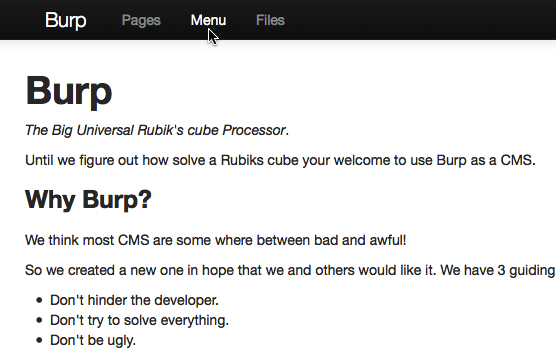 Burp Pages Menu Files
Burp
The Big Universal Rubik's cube Processor.
Until we figure out how solve a Rubiks cube your welcome to use Burp as a CMS.
Why Burp?
We think most CMS are some where between bad and awful!
So we created a new one in hope that we and others would like it. We have 3 guiding
• Don't hinder the developer.
• Don't try to solve everything.
• Don't be ugly.